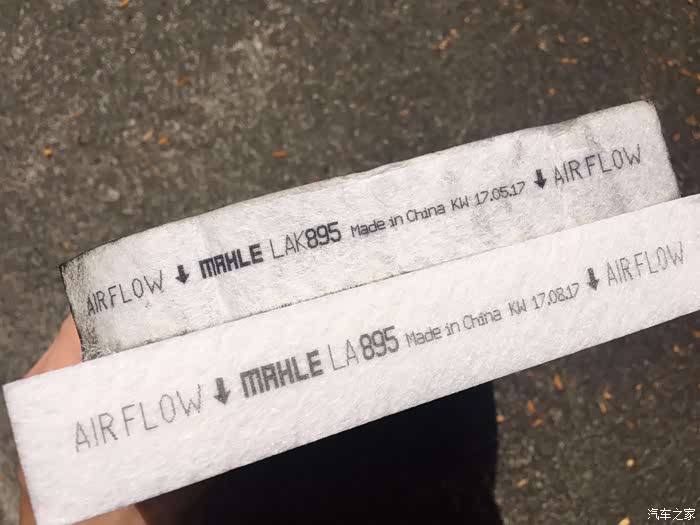 AIRFLOW ↓ MAHLE LAK895 Made in China KW 17.05.17 ↓ AIRFLOW
AIRFLOW ↓ MAHLE LA895 Made in China KW 17.08.17 ↓ AIRFLOW
汽车之家